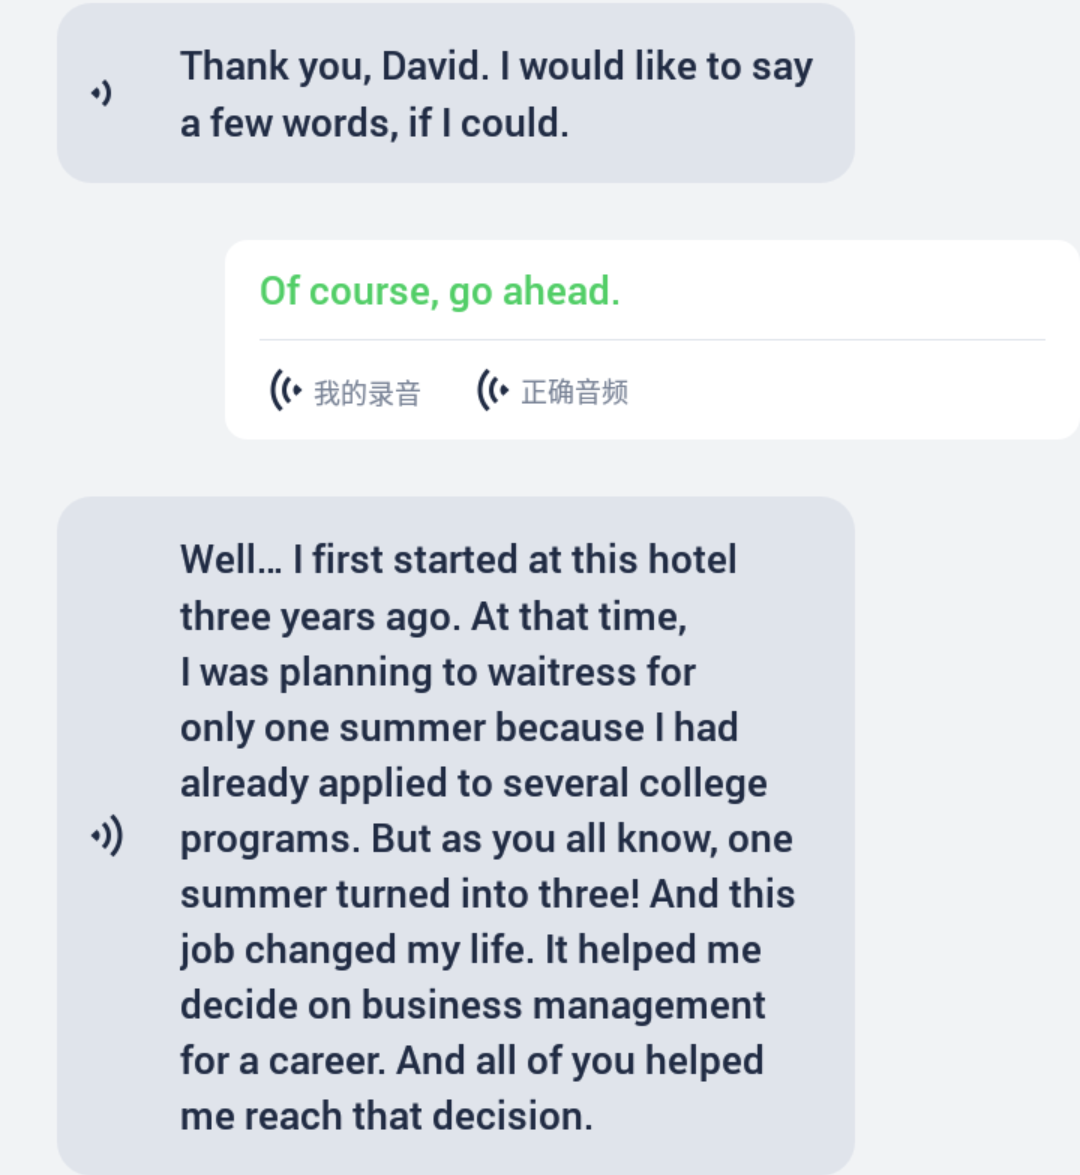 Thank you, David. I would like to say
a few words, if I could.
Of course, go ahead.
我的录音 正确音频
Well... I first started at this hotel
three years ago. At that time,
I was planning to waitress for
only one summer because I had
already applied to several college
programs. But as you all know, one
summer turned into three! And this
job changed my life. It helped me
decide on business management
for a career. And all of you helped
me reach that decision.